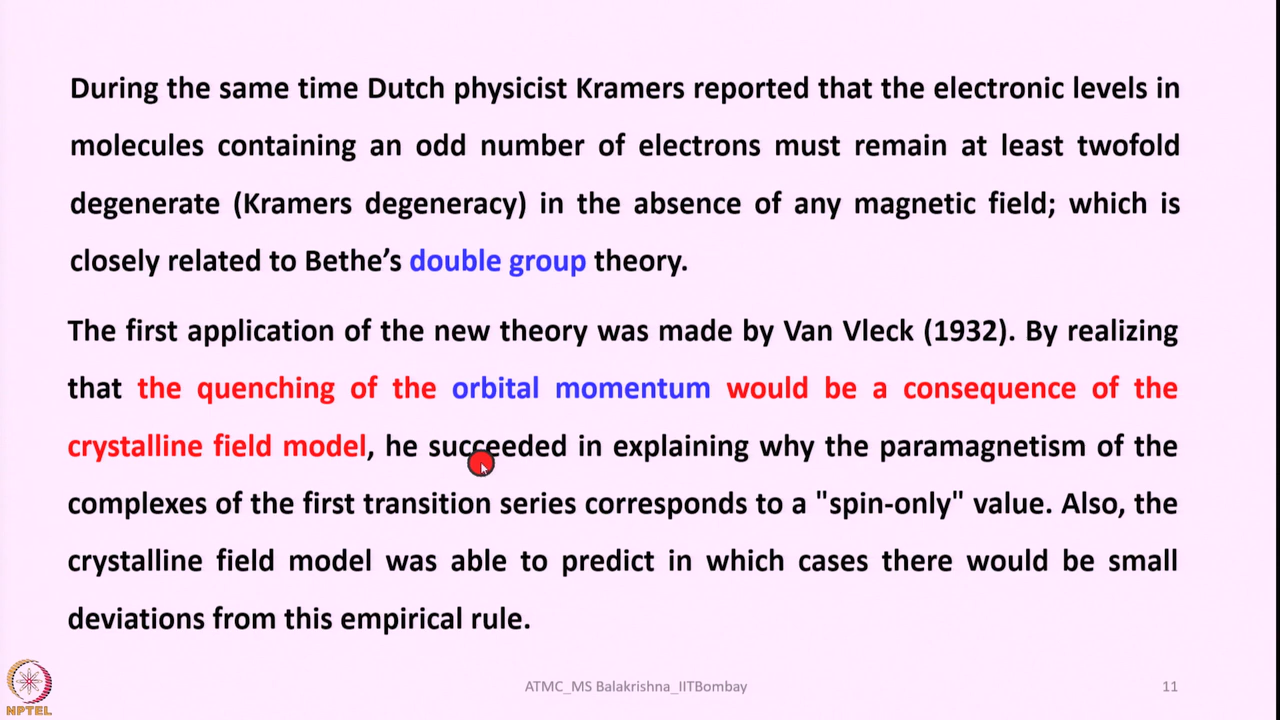 During the same time Dutch physicist Kramers reported that the electronic levels in
molecules containing an odd number of electrons must remain at least twofold
degenerate (Kramers degeneracy) in the absence of any magnetic field; which is
closely related to Bethe’s double group theory.
The first application of the new theory was made by Van Vleck (1932). By realizing
that the quenching of the orbital momentum would be a consequence of the
crystalline field model, he succeeded in explaining why the paramagnetism of the
complexes of the first transition series corresponds to a "spin-only" value. Also, the
crystalline field model was able to predict in which cases there would be small
deviations from this empirical rule.
NPTEL
ATMC_MS Balakrishna_IITBombay
11